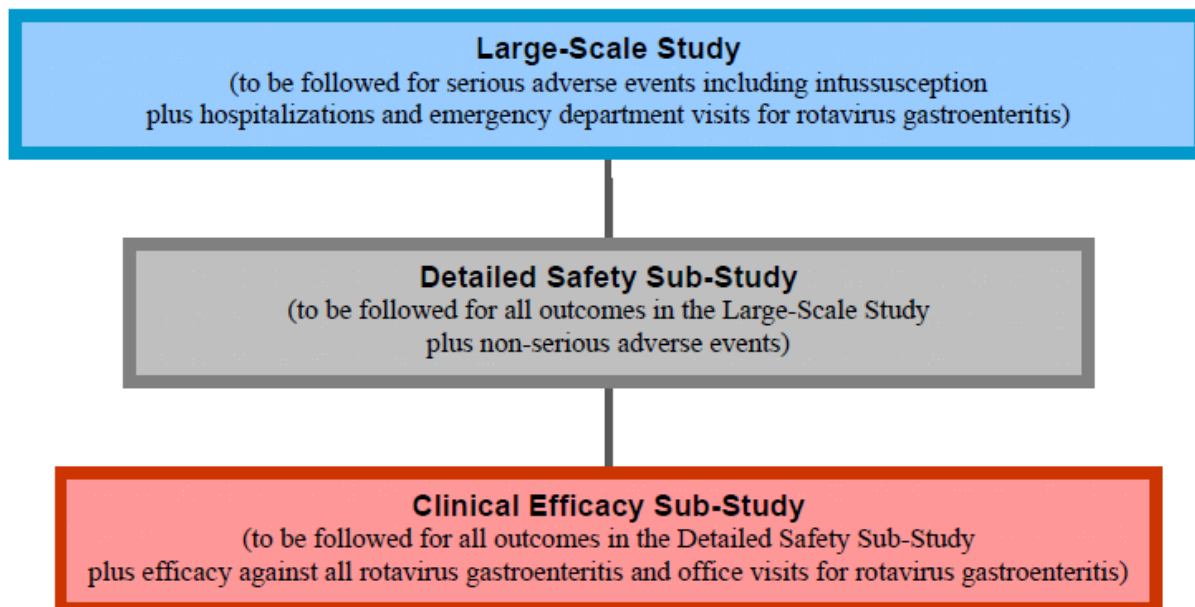 Large-Scale Study
(to be followed for serious adverse events including intussusception
plus hospitalizations and emergency department visits for rotavirus gastroenteritis)
Detailed Safety Sub-Study
(to be followed for all outcomes in the Large-Scale Study
plus non-serious adverse events)
Clinical Efficacy Sub-Study
(to be followed for all outcomes in the Detailed Safety Sub-Study
plus efficacy against all rotavirus gastroenteritis and office visits for rotavirus gastroenteritis)